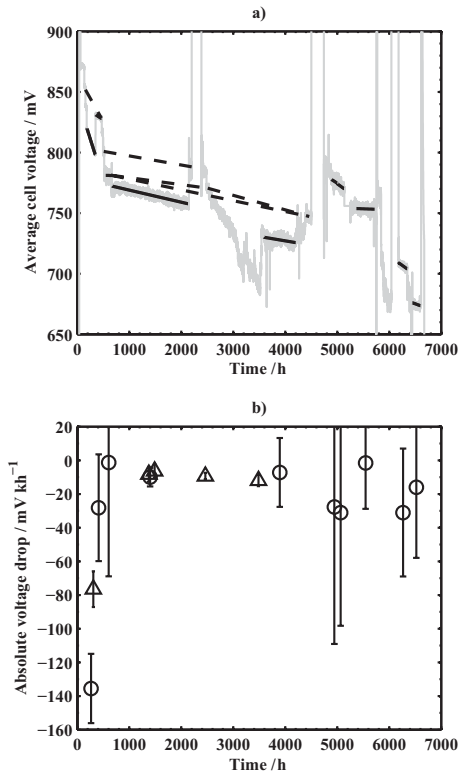 a)
900
850
800
750
700
650
Average cell voltage / mV
0 1000 2000 3000 4000 5000 6000 7000
Time / h
b)
20
0
−20
−40
−60
−80
−100
−120
−140
−160
Absolute voltage drop / mV kh⁻¹
0 1000 2000 3000 4000 5000 6000 7000
Time / h